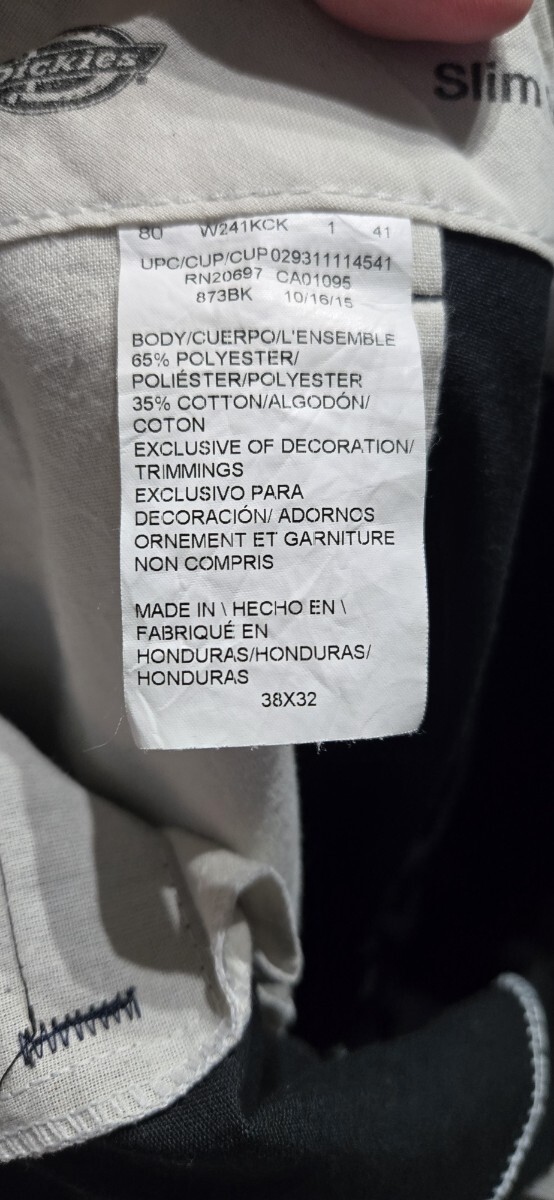 Dickies
Slim
80 W241KCK 1 41
UPC/CUP/CUP029311114541
RN20697 CA01095
873BK 10/16/15
BODY/CUERPO/L'ENSEMBLE
65% POLYESTER/
POLIÉSTER/POLYESTER
35% COTTON/ALGODÓN/
COTON
EXCLUSIVE OF DECORATION/
TRIMMINGS
EXCLUSIVO PARA
DECORACIÓN/ ADORNOS
ORNEMENT ET GARNITURE
NON COMPRIS
MADE IN \ HECHO EN \
FABRIQUÉ EN
HONDURAS/HONDURAS/
HONDURAS
38X32